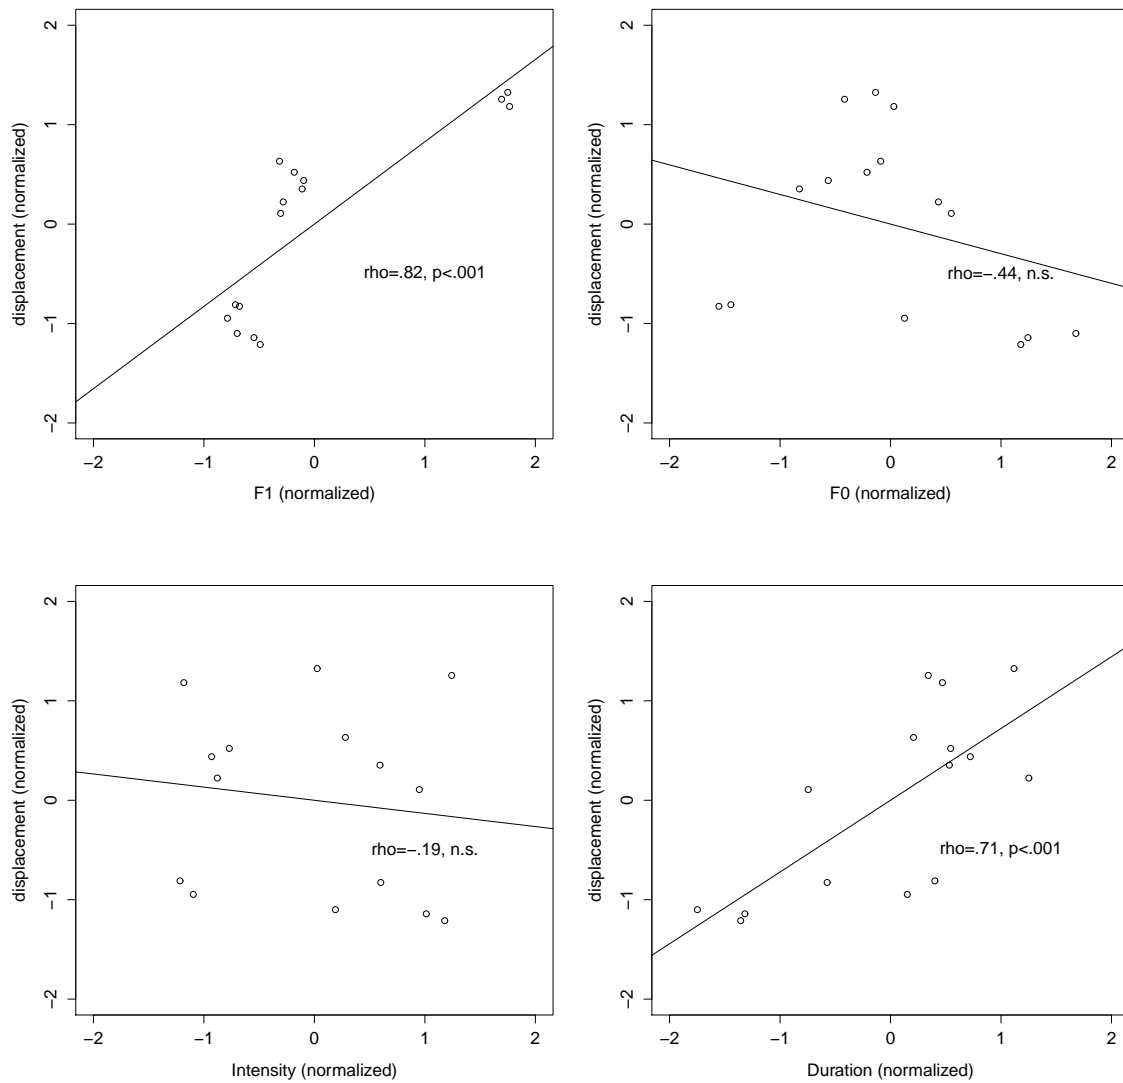 2
1
0
−1
−2
displacement (normalized)
rho=.82, p<.001
−2 −1 0 1 2
F1 (normalized)
2
1
0
−1
−2
displacement (normalized)
rho=−.44, n.s.
−2 −1 0 1 2
F0 (normalized)
2
1
0
−1
−2
displacement (normalized)
rho=−.19, n.s.
−2 −1 0 1 2
Intensity (normalized)
2
1
0
−1
−2
displacement (normalized)
rho=.71, p<.001
−2 −1 0 1 2
Duration (normalized)